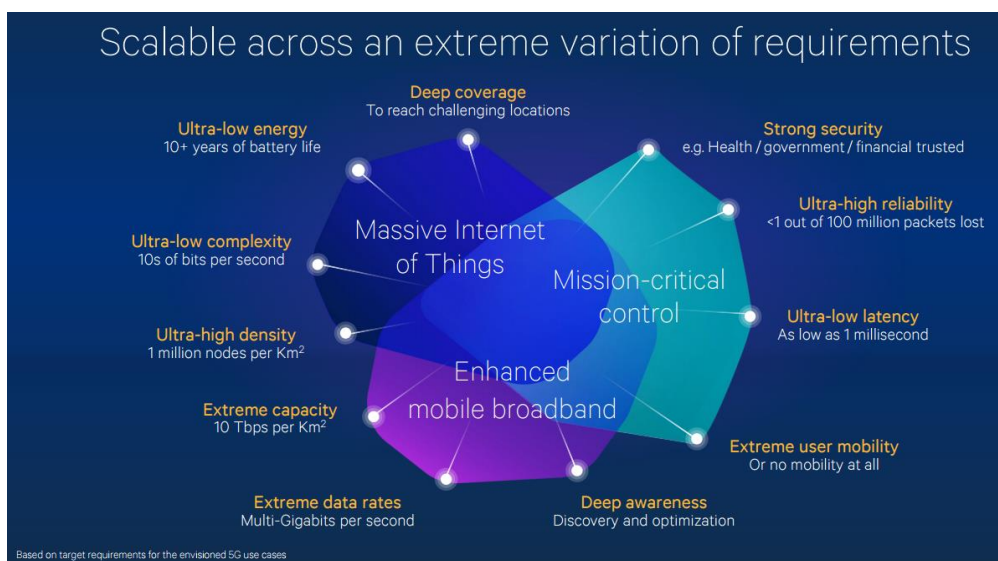 Scalable across an extreme variation of requirements
Deep coverage
To reach challenging locations
Ultra-low energy
10+ years of battery life
Strong security
e.g. Health / government / financial trusted
Ultra-high reliability
<1 out of 100 million packets lost
Massive Internet
of Things
Ultra-low complexity
10s of bits per second
Mission-critical
control
Ultra-low latency
As low as 1 millisecond
Ultra-high density
1 million nodes per Km²
Enhanced
mobile broadband
Extreme capacity
10 Tbps per Km²
Extreme user mobility
Or no mobility at all
Extreme data rates
Multi-Gigabits per second
Deep awareness
Discovery and optimization
Based on target requirements for the envisioned 5G use cases